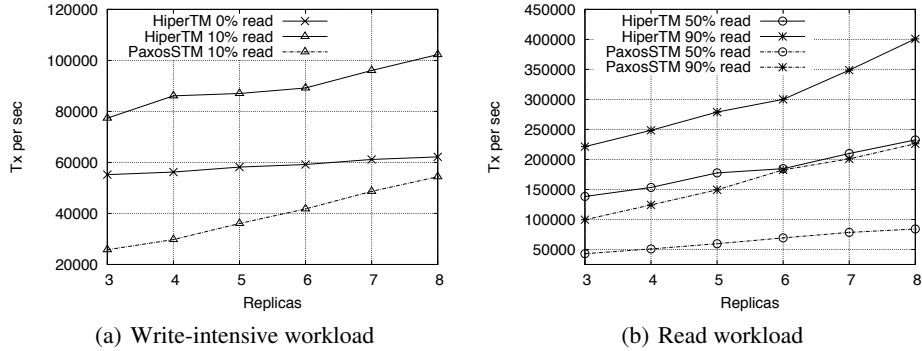 HiperTM 0% read
HiperTM 10% read
PaxosSTM 10% read
120000
100000
80000
60000
40000
20000
Tx per sec
3 4 5 6 7 8
Replicas
(a) Write-intensive workload
HiperTM 50% read
HiperTM 90% read
PaxosSTM 50% read
PaxosSTM 90% read
450000
400000
350000
300000
250000
200000
150000
100000
50000
Tx per sec
3 4 5 6 7 8
Replicas
(b) Read workload